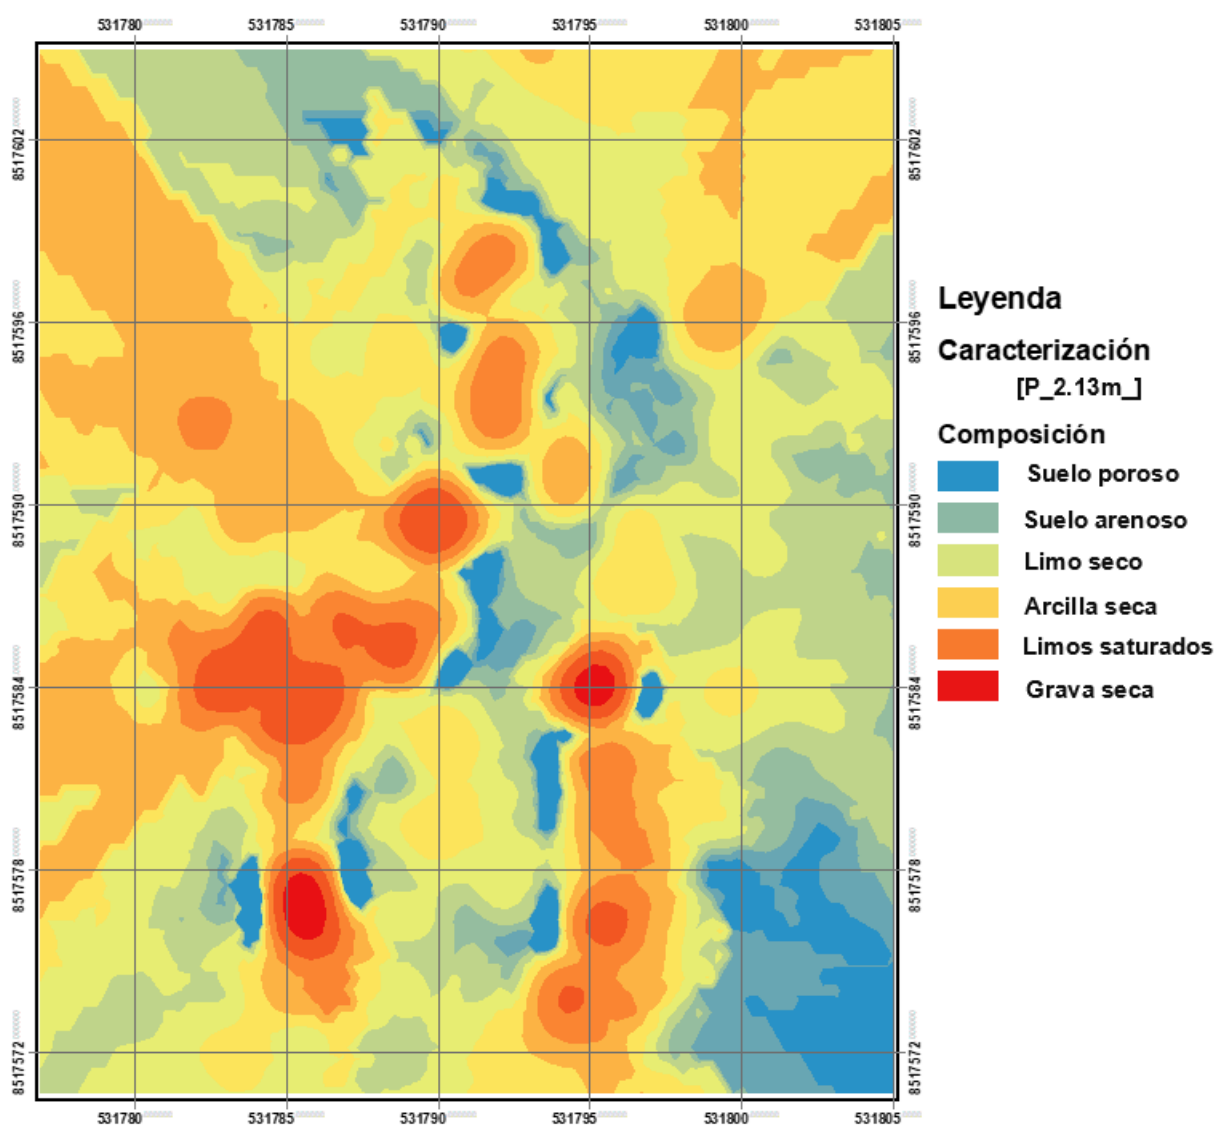 531780 531785 531790 531795 531800 531805
8517602 8517602
8517596 8517596
8517590 8517590
8517584 8517584
8517578 8517578
8517572 8517572
531780 531785 531790 531795 531800 531805
Leyenda
Caracterización
[P_2.13m_]
Composición
Suelo poroso
Suelo arenoso
Limo seco
Arcilla seca
Limos saturados
Grava seca